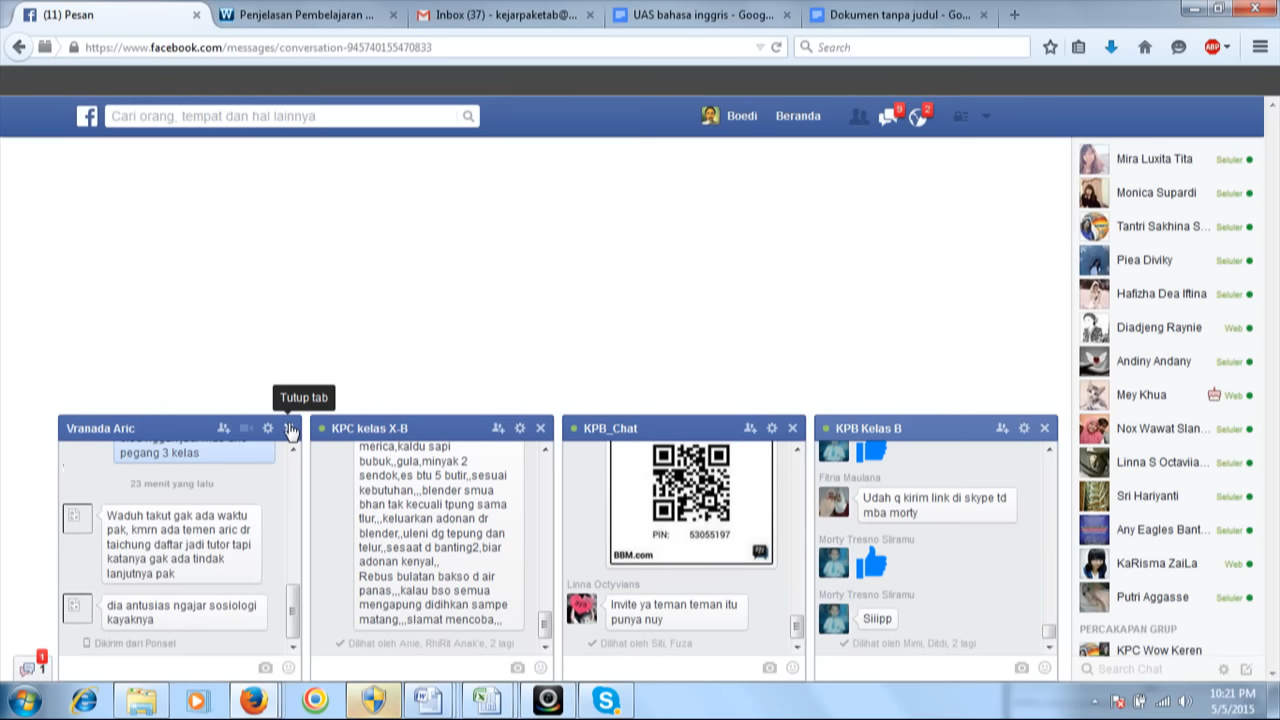 (11) Pesan
Penjelasan Pembelajaran ...
Inbox (37) - kejarpaketab@...
UAS bahasa inggris - Goog...
Dokumen tanpa judul - Go...
https://www.facebook.com/messages/conversation-945740155470833
Search
ABP
Cari orang, tempat dan hal lainnya
Boedi
Beranda
9
2
Mira Luxita Tita Seluler
Monica Supardi Seluler
Tantri Sakhina S... Seluler
Piea Diviky Seluler
Hafizha Dea Iftina Seluler
Diadjeng Raynie Web
Andiny Andany Seluler
Mey Khua Web
Nox Wawat Slan... Seluler
Linna S Octaviia... Seluler
Sri Hariyanti Seluler
Any Eagles Bant... Seluler
KaRisma ZaiLa Web
Putri Aggasse Seluler
PERCAKAPAN GRUP
KPC Wow Keren
Search Chat
Tutup tab
Vranada Aric
pegang 3 kelas
23 menit yang lalu
Waduh takut gak ada waktu
pak, kmrn ada temen aric dr
taichung daftar jadi tutor tapi
katanya gak ada tindak
lanjutnya pak
dia antusias ngajar sosiologi
kayaknya
Dikirim dari Ponsel
KPC kelas X-B
merica,kaldu sapi
bubuk,,gula,minyak 2
sendok,es btu 5 butir,,sesuai
kebutuhan,,,blender smua
bhan tak kecuali tpung sama
tlur,,,keluarkan adonan dr
blender,,uleni dg tepung dan
telur,,,sesaat d banting2,biar
adonan kenyal,,
Rebus bulatan bakso d air
panas,,,kalau bso semua
mengapung didihkan sampe
matang,,,slamat mencoba,,,
Dilihat oleh Anie, RhiRit Anak'e, 2 lagi
KPB_Chat
PIN: 53055197
BBM.com
Linna Octyvians
Invite ya teman teman itu
punya nuy
Dilihat oleh Siti, Fuza
KPB Kelas B
Fitria Maulana
Udah q kirim link di skype td
mba morty
Morty Tresno Sliramu
Morty Tresno Sliramu
Siiipp
Dilihat oleh Mimi, Ditdi, 2 lagi
1
1
10:21 PM
5/5/2015